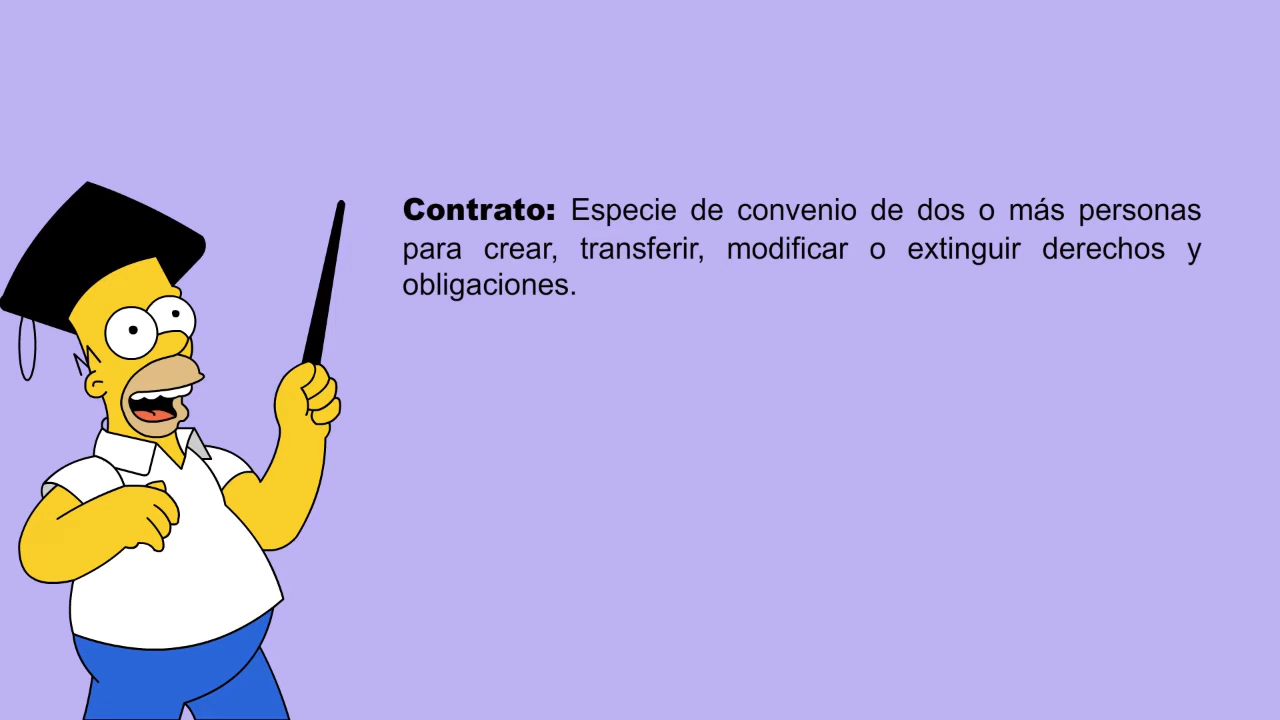 Contrato: Especie de convenio de dos o más personas
para crear, transferir, modificar o extinguir derechos y
obligaciones.